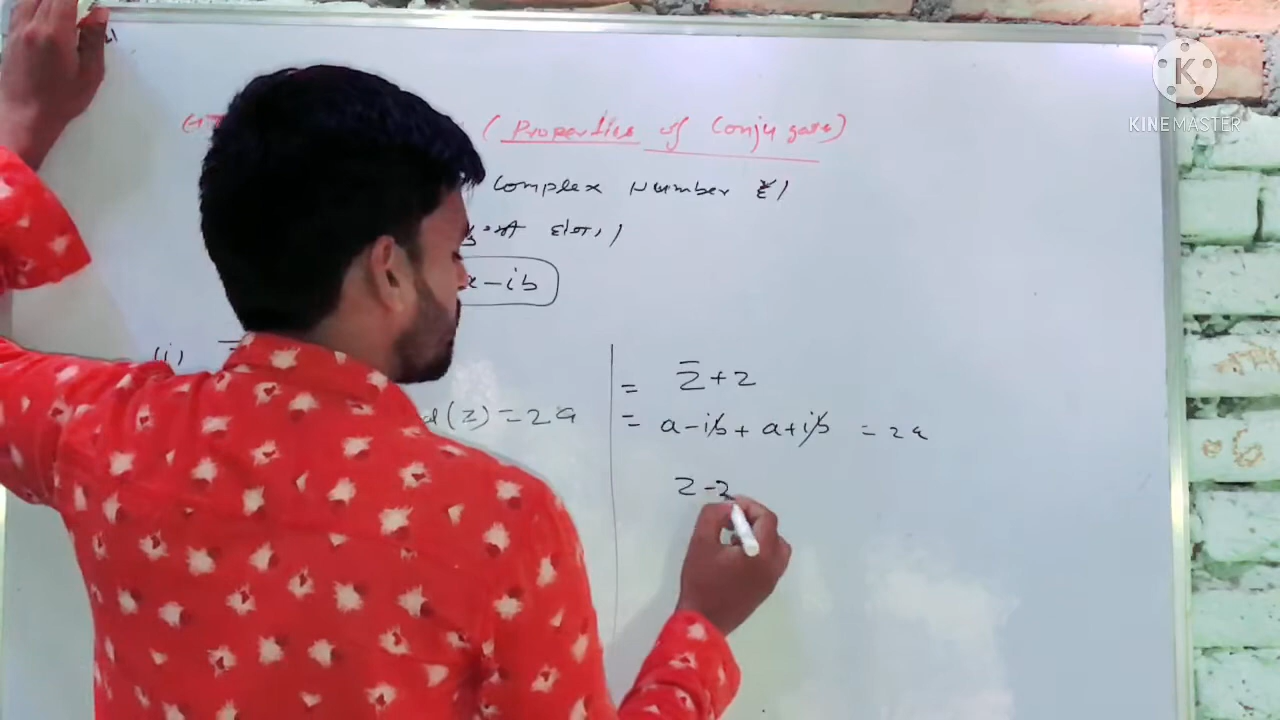 (Properties of Conjugate)
Complex Number
a-ib
(i)
(z) = 2a
= z̅ + z
= a-ib + a+ib = 2a
z - z
K
KINEMASTER